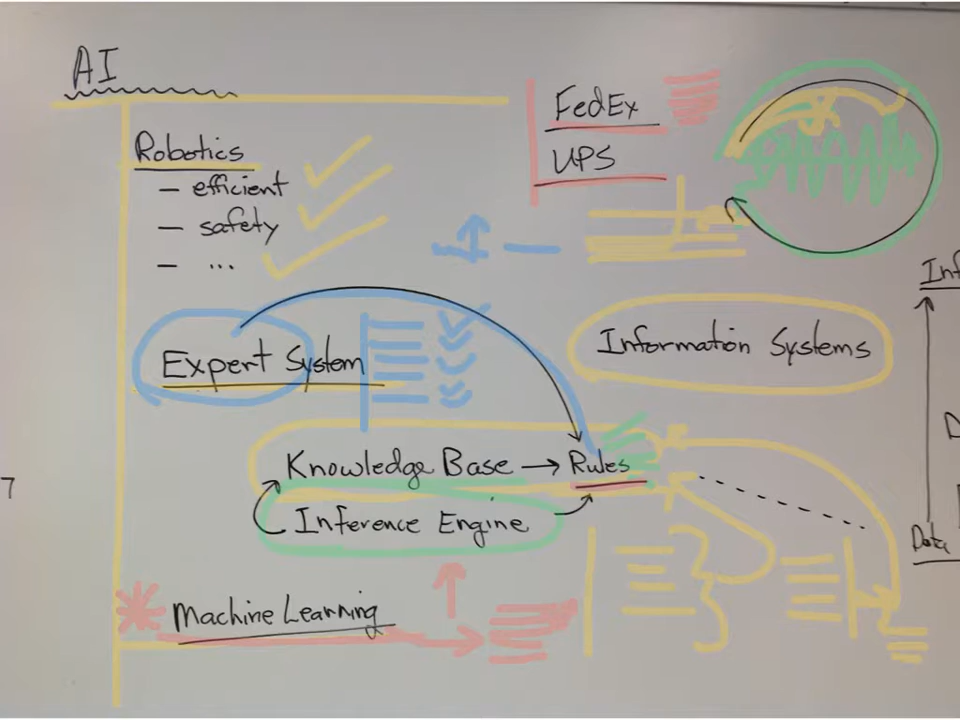 AI
Robotics
— efficient
— safety
— ...
Expert System
Knowledge Base → Rules
Inference Engine
Machine Learning
FedEx
UPS
Information Systems
Data
7